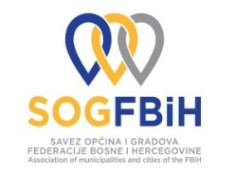 SOGFBiH
SAVEZ OPĆINA I GRADOVA
FEDERACIJE BOSNE I HERCEGOVINE
Association of municipalities and cities of the FBiH